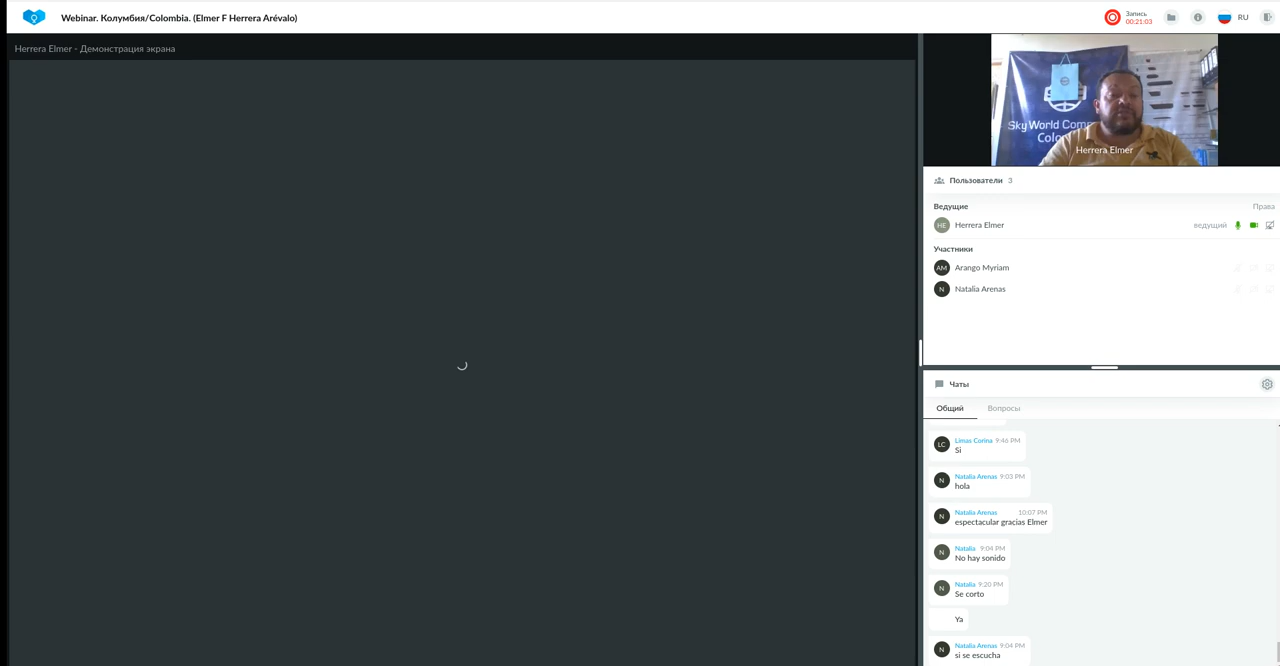 Webinar. Колумбия/Colombia. (Elmer F Herrera Arévalo)
Запись
00:21:03
RU
Herrera Elmer - Демонстрация экрана
SkyWorld Com
Colo
Herrera Elmer
Пользователи 3
Ведущие Права
HE Herrera Elmer ведущий
Участники
AM Arango Myriam
N Natalia Arenas
Чаты
Общий Вопросы
LC Limas Corina 9:46 PM
Si
N Natalia Arenas 9:03 PM
hola
N Natalia Arenas 10:07 PM
espectacular gracias Elmer
N Natalia 9:04 PM
No hay sonido
N Natalia 9:20 PM
Se corto
Ya
N Natalia Arenas 9:04 PM
si se escucha